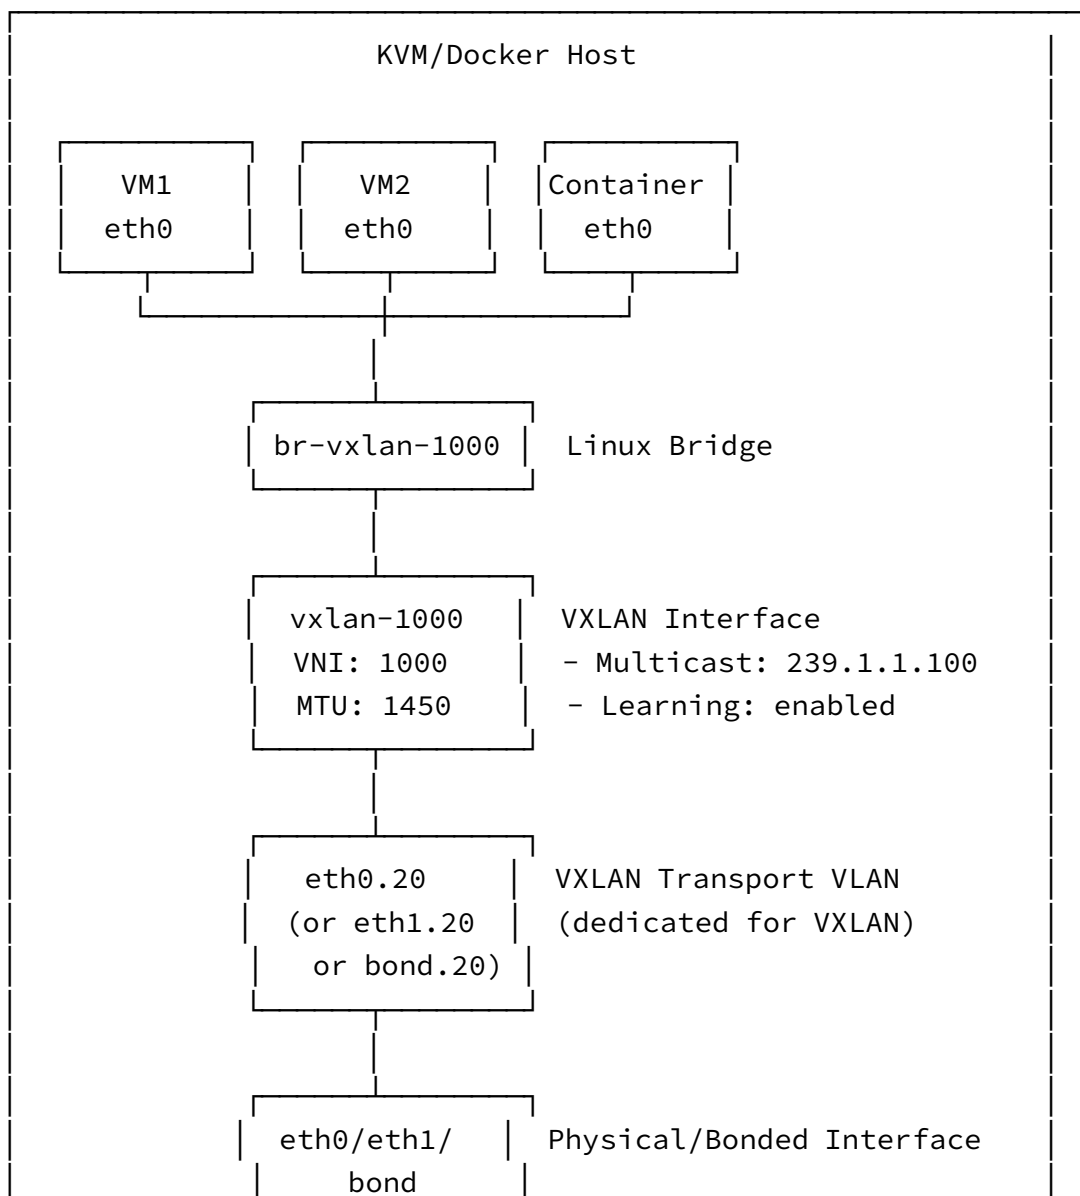 KVM/Docker Host
VM1 VM2 Container
eth0 eth0 eth0
br-vxlan-1000 Linux Bridge
vxlan-1000 VXLAN Interface
VNI: 1000 - Multicast: 239.1.1.100
MTU: 1450 - Learning: enabled
eth0.20 VXLAN Transport VLAN
(or eth1.20 (dedicated for VXLAN)
or bond.20)
eth0/eth1/ Physical/Bonded Interface
bond